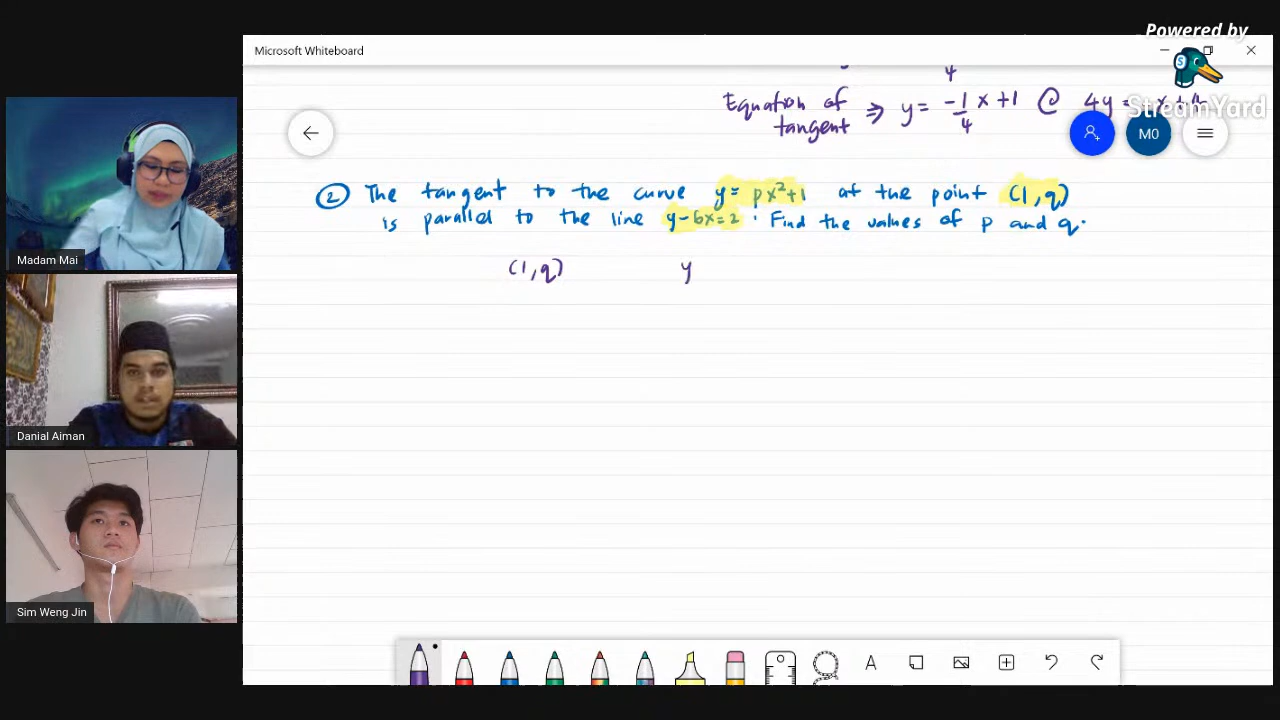 Powered by
StreamYard
Microsoft Whiteboard
4
Equation of tangent => y = -1/4 x + 1 @ 4y =
M0
② The tangent to the curve y = px²+1 at the point (1,q)
is parallel to the line y-6x=2. Find the values of p and q.
(1,q) y
Madam Mai
Danial Aiman
Sim Weng Jin
A